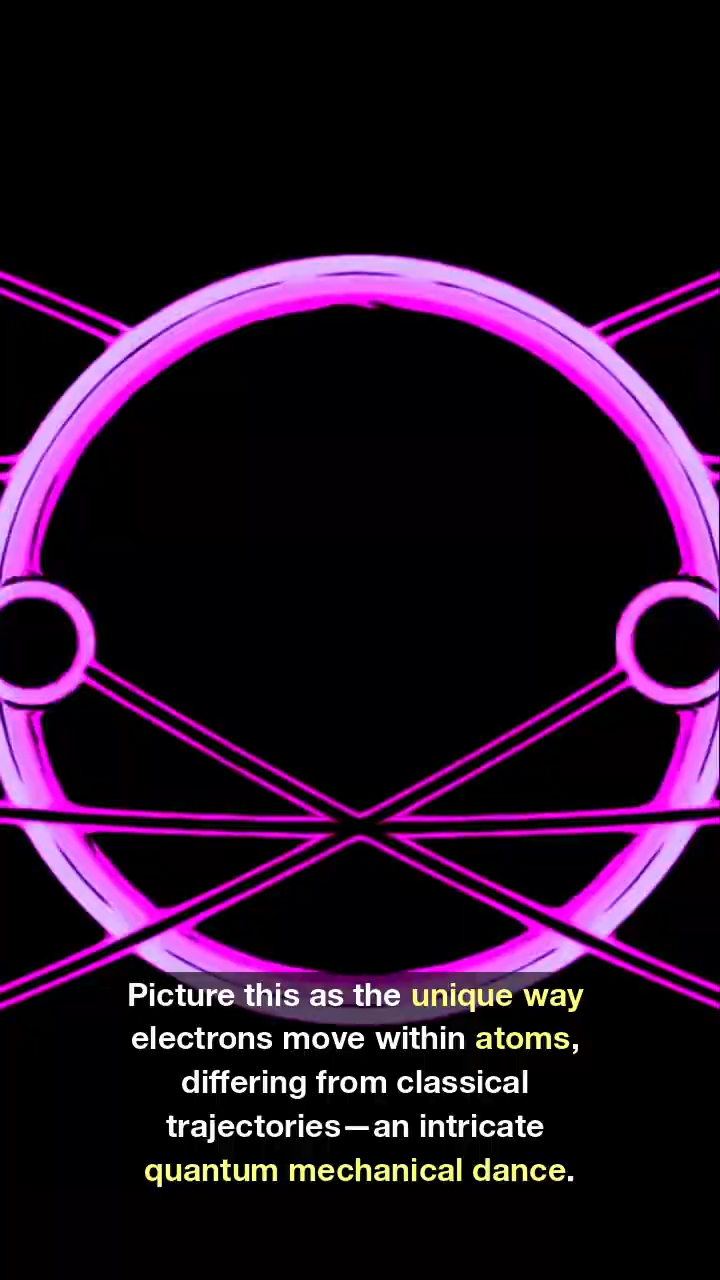 Picture this as the unique way
electrons move within atoms,
differing from classical
trajectories—an intricate
quantum mechanical dance.